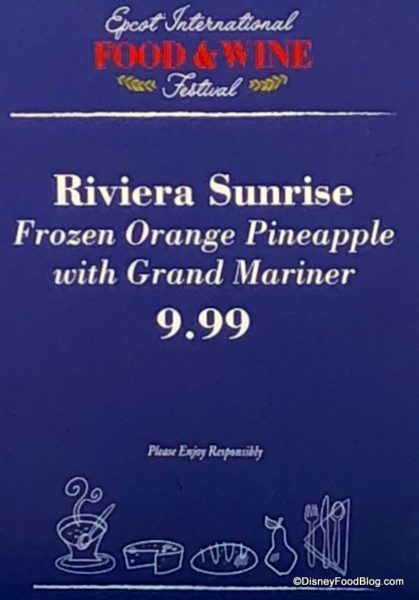 Epcot International
FOOD & WINE
Festival
Riviera Sunrise
Frozen Orange Pineapple
with Grand Mariner
9.99
Please Enjoy Responsibly
©DisneyFoodBlog.com